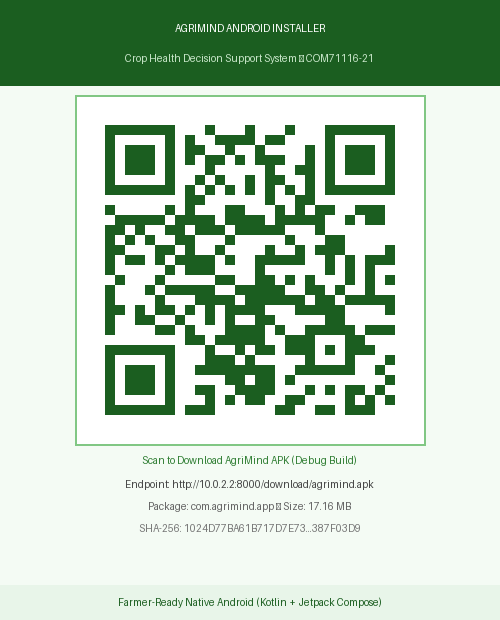 AGRIMIND ANDROID INSTALLER
Crop Health Decision Support System ⍰ COM71116-21
Scan to Download AgriMind APK (Debug Build)
Endpoint: http://10.0.2.2:8000/download/agrimind.apk
Package: com.agrimind.app ⍰ Size: 17.16 MB
SHA-256: 1024D77BA61B717D7E73...387F03D9
Farmer-Ready Native Android (Kotlin + Jetpack Compose)